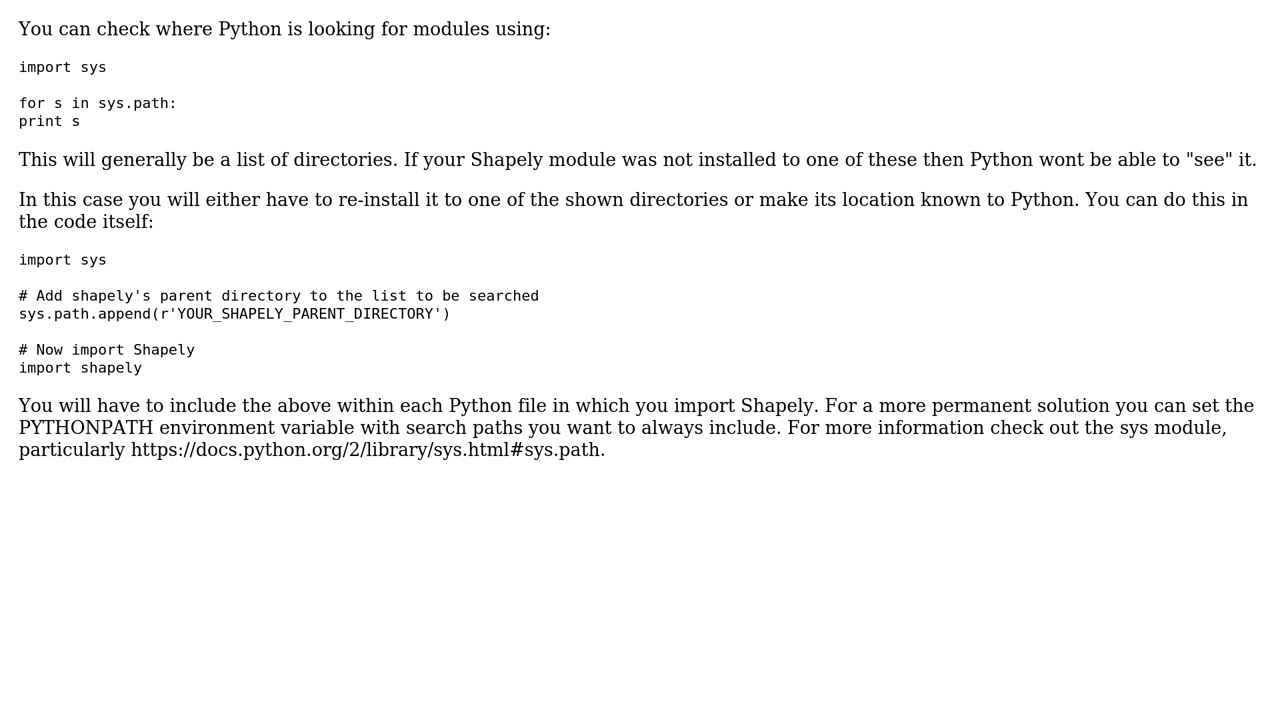 You can check where Python is looking for modules using:
import sys
for s in sys.path:
print s
This will generally be a list of directories. If your Shapely module was not installed to one of these then Python wont be able to "see" it.
In this case you will either have to re-install it to one of the shown directories or make its location known to Python. You can do this in
the code itself:
import sys
# Add shapely's parent directory to the list to be searched
sys.path.append(r'YOUR_SHAPELY_PARENT_DIRECTORY')
# Now import Shapely
import shapely
You will have to include the above within each Python file in which you import Shapely. For a more permanent solution you can set the
PYTHONPATH environment variable with search paths you want to always include. For more information check out the sys module,
particularly https://docs.python.org/2/library/sys.html#sys.path.